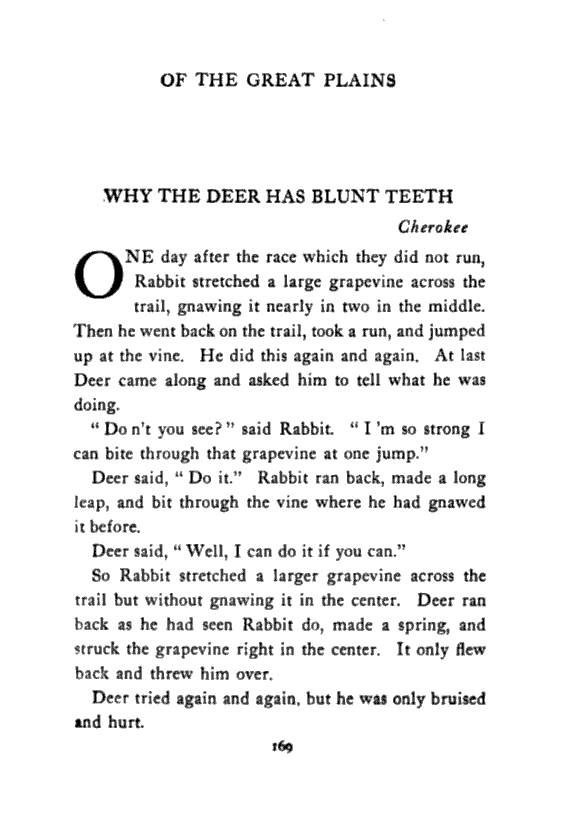 OF THE GREAT PLAINS
WHY THE DEER HAS BLUNT TEETH
Cherokee
ONE day after the race which they did not run,
Rabbit stretched a large grapevine across the
trail, gnawing it nearly in two in the middle.
Then he went back on the trail, took a run, and jumped
up at the vine. He did this again and again. At last
Deer came along and asked him to tell what he was
doing.
“Do n't you see?” said Rabbit. “I 'm so strong I
can bite through that grapevine at one jump.”
Deer said, “Do it.” Rabbit ran back, made a long
leap, and bit through the vine where he had gnawed
it before.
Deer said, “Well, I can do it if you can.”
So Rabbit stretched a larger grapevine across the
trail but without gnawing it in the center. Deer ran
back as he had seen Rabbit do, made a spring, and
struck the grapevine right in the center. It only flew
back and threw him over.
Deer tried again and again, but he was only bruised
and hurt.
169